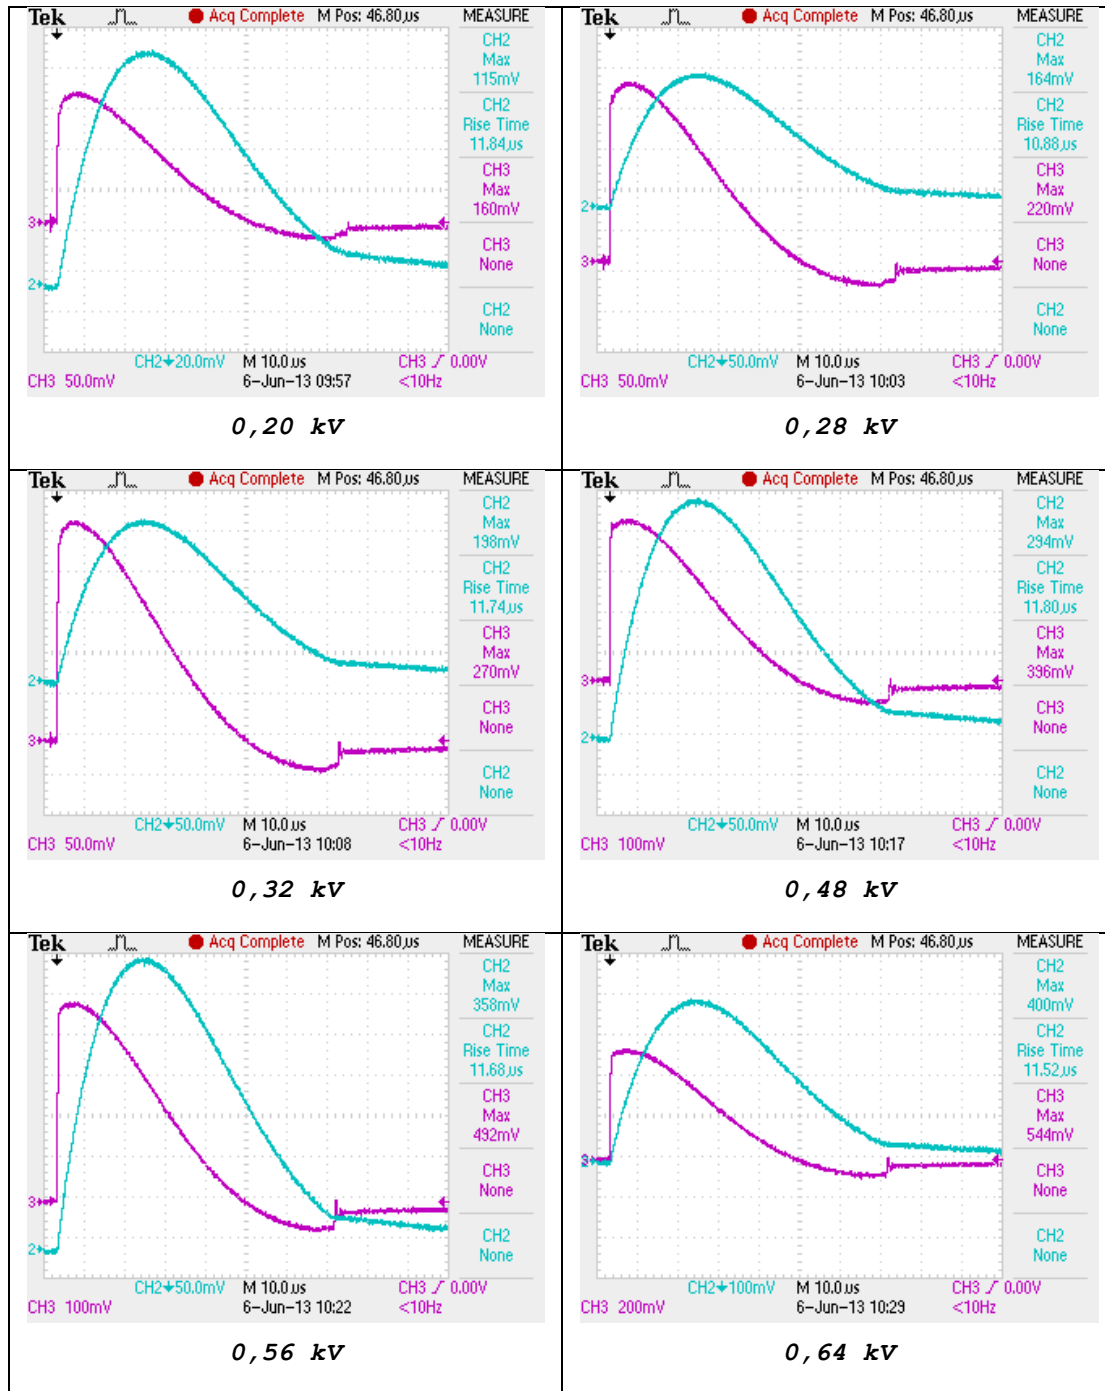 Tek Acq Complete M Pos: 46.80µs MEASURE
CH2
Max
115mV
CH2
Rise Time
11.84µs
CH3
Max
160mV
CH3
None
CH2
None
3
2
CH2 20.0mV M 10.0µs CH3 0.00V
CH3 50.0mV 6-Jun-13 09:57 <10Hz
0,20 kV
Tek Acq Complete M Pos: 46.80µs MEASURE
CH2
Max
164mV
CH2
Rise Time
10.88µs
CH3
Max
220mV
CH3
None
CH2
None
2
3
CH2 50.0mV M 10.0µs CH3 0.00V
CH3 50.0mV 6-Jun-13 10:03 <10Hz
0,28 kV
Tek Acq Complete M Pos: 46.80µs MEASURE
CH2
Max
198mV
CH2
Rise Time
11.74µs
CH3
Max
270mV
CH3
None
CH2
None
2
3
CH2 50.0mV M 10.0µs CH3 0.00V
CH3 50.0mV 6-Jun-13 10:08 <10Hz
0,32 kV
Tek Acq Complete M Pos: 46.80µs MEASURE
CH2
Max
294mV
CH2
Rise Time
11.80µs
CH3
Max
396mV
CH3
None
CH2
None
3
2
CH2 50.0mV M 10.0µs CH3 0.00V
CH3 100mV 6-Jun-13 10:17 <10Hz
0,48 kV
Tek Acq Complete M Pos: 46.80µs MEASURE
CH2
Max
358mV
CH2
Rise Time
11.68µs
CH3
Max
492mV
CH3
None
CH2
None
3
2
CH2 50.0mV M 10.0µs CH3 0.00V
CH3 100mV 6-Jun-13 10:22 <10Hz
0,56 kV
Tek Acq Complete M Pos: 46.80µs MEASURE
CH2
Max
400mV
CH2
Rise Time
11.52µs
CH3
Max
544mV
CH3
None
CH2
None
CH2 100mV M 10.0µs CH3 0.00V
CH3 200mV 6-Jun-13 10:29 <10Hz
0,64 kV